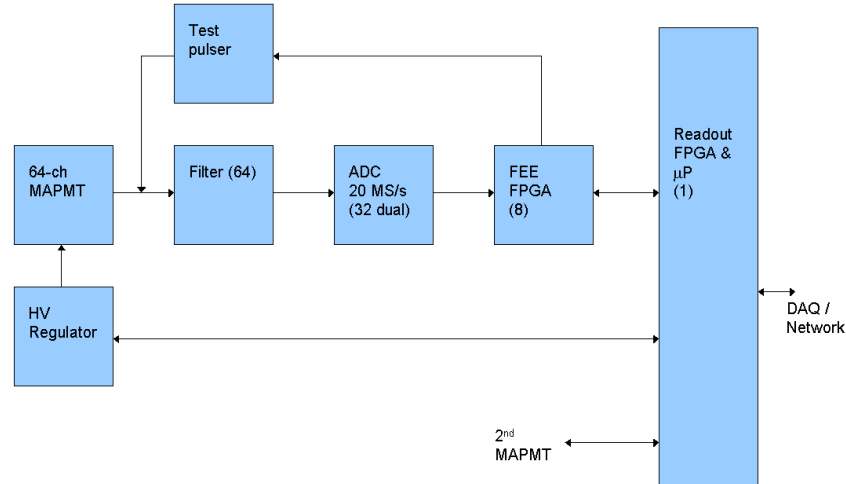 Test
pulser
64-ch
MAPMT
Filter (64)
ADC
20 MS/s
(32 dual)
FEE
FPGA
(8)
Readout
FPGA &
μP
(1)
HV
Regulator
DAQ /
Network
2nd
MAPMT